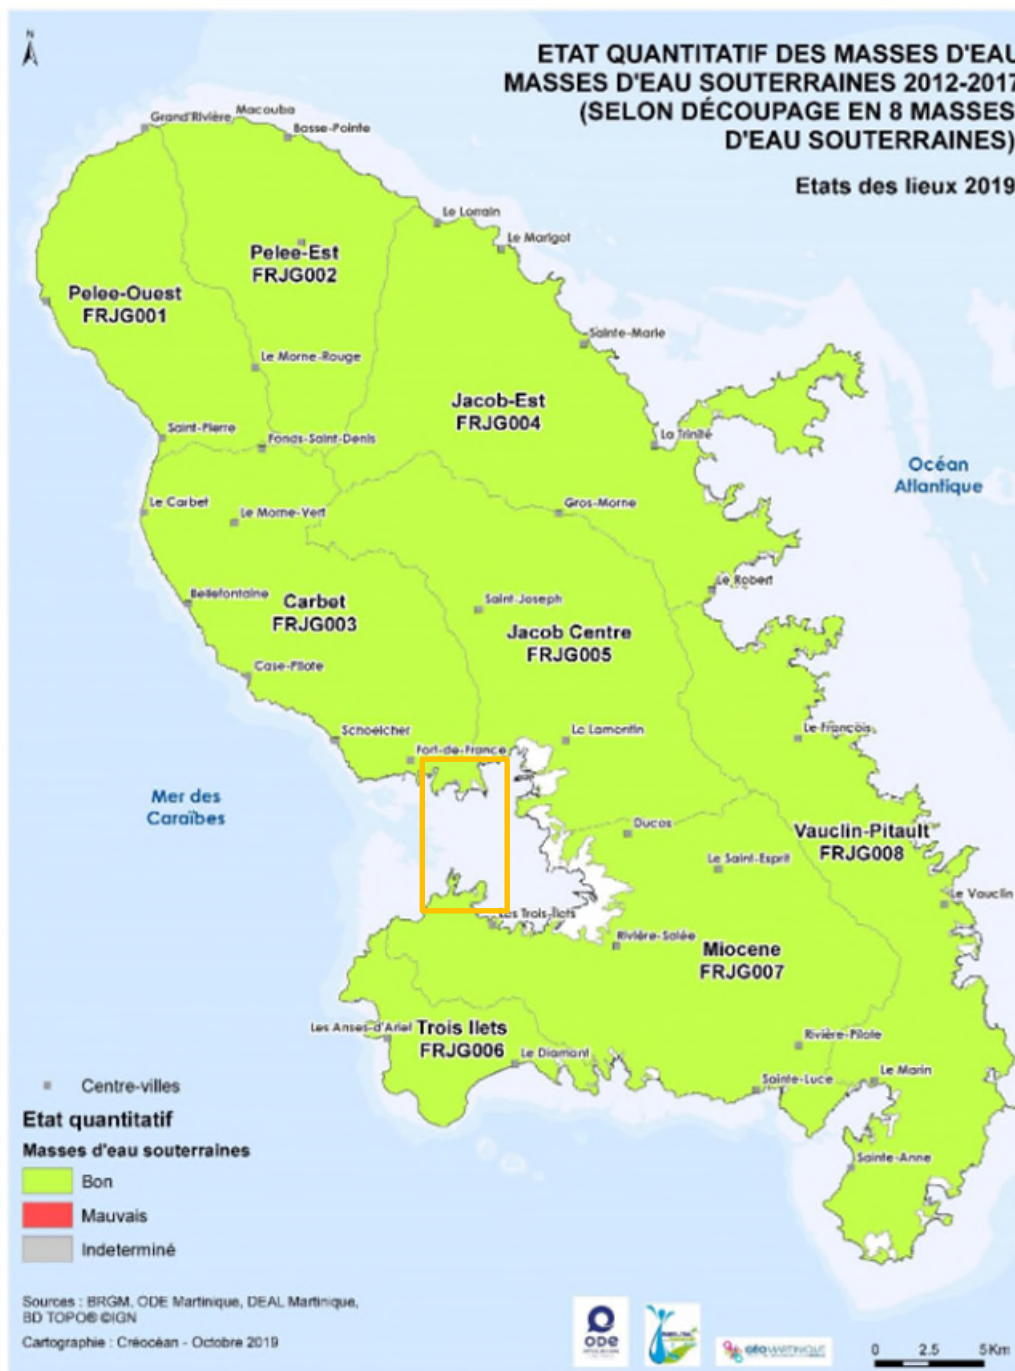 N
ETAT QUANTITATIF DES MASSES D'EAU
MASSES D'EAU SOUTERRAINES 2012-2017
(SELON DÉCOUPAGE EN 8 MASSES
D'EAU SOUTERRAINES)
Etats des lieux 2019
Grand'Rivière
Macouba
Basse-Pointe
Le Lorrain
Le Marigot
Pelee-Est
FRJG002
Pelee-Ouest
FRJG001
Sainte-Marie
Le Morne-Rouge
Jacob-Est
FRJG004
Saint-Pierre
Fonds-Saint-Denis
La Trinité
Océan
Atlantique
Le Carbet
Le Morne-Vert
Gros-Morne
Le Robert
Bellefontaine
Carbet
FRJG003
Saint-Joseph
Jacob Centre
FRJG005
Case-Pilote
Schoelcher
Fort-de-France
Le Lamentin
Le François
Mer des
Caraïbes
Ducos
Vauclin-Pitault
FRJG008
Le Saint-Esprit
Le Vauclin
Les Trois-Ilets
Rivière-Salée
Miocene
FRJG007
Les Anses-d'Arlet
Trois Ilets
FRJG006
Le Diamant
Rivière-Pilote
Sainte-Luce
Le Marin
Sainte-Anne
Centre-villes
Etat quantitatif
Masses d'eau souterraines
Bon
Mauvais
Indeterminé
Sources : BRGM, ODE Martinique, DEAL Martinique,
BD TOPO® ©IGN
Cartographie : Créocéan - Octobre 2019
ODE
GÉOMARTINIQUE
0 2.5 5 Km